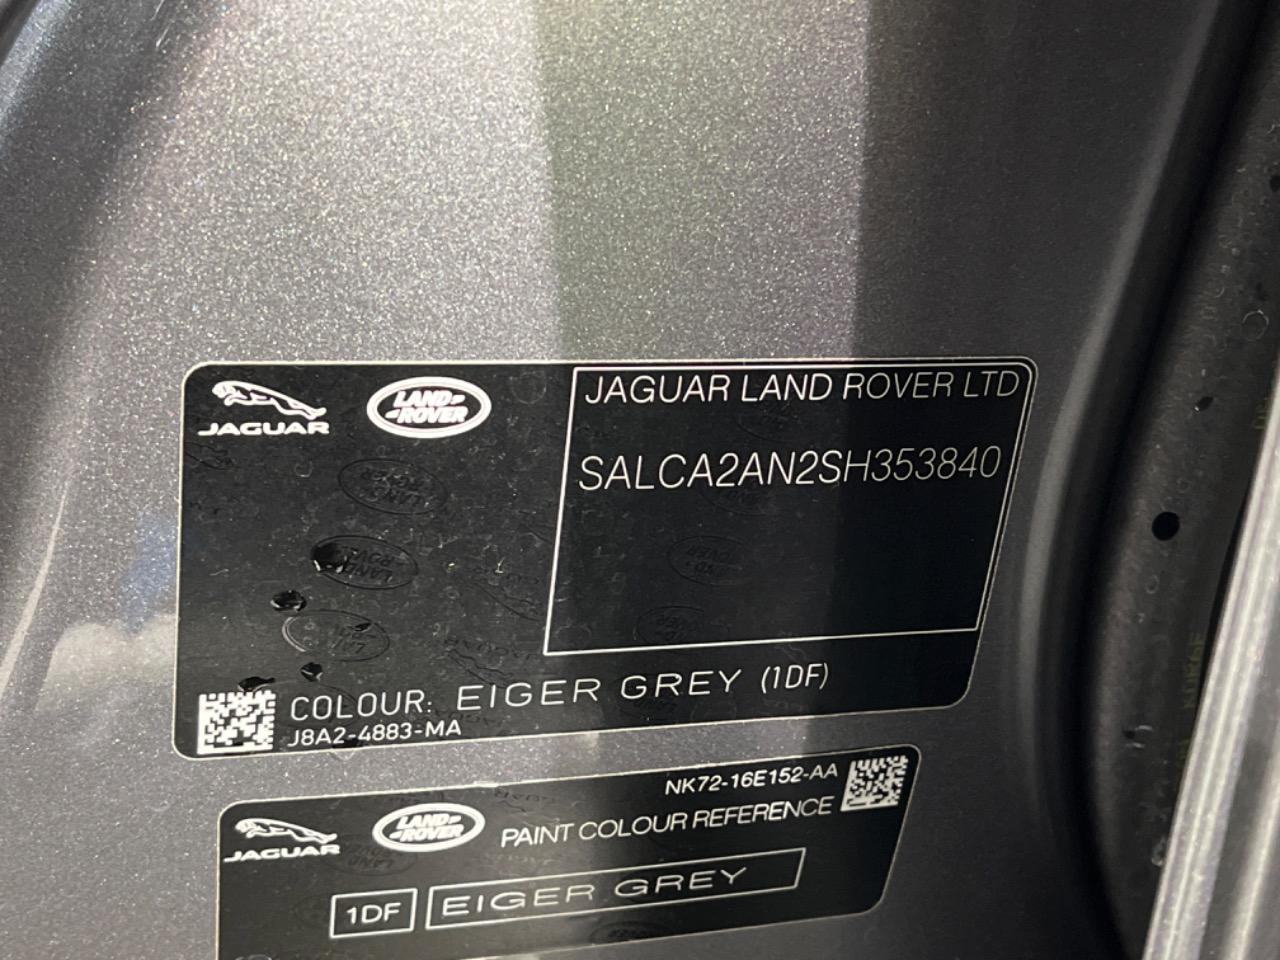 JAGUAR
LAND ROVER
JAGUAR LAND ROVER LTD
SALCA2AN2SH353840
COLOUR: EIGER GREY (1DF)
J8A2-4883-MA
NK72-16E152-AA
JAGUAR
LAND ROVER
PAINT COLOUR REFERENCE
1DF
EIGER GREY